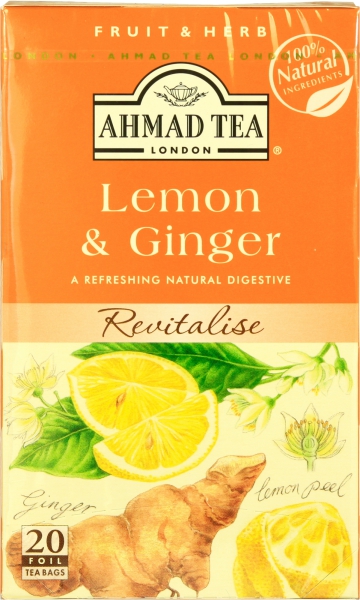 FRUIT & HERB
LONDON • AHMAD TEA LONDON
100%
Natural
INGREDIENTS
AHMAD TEA
LONDON
®
Lemon
& Ginger
A REFRESHING NATURAL DIGESTIVE
Revitalise
Ginger
lemon peel
20
FOIL
TEA BAGS